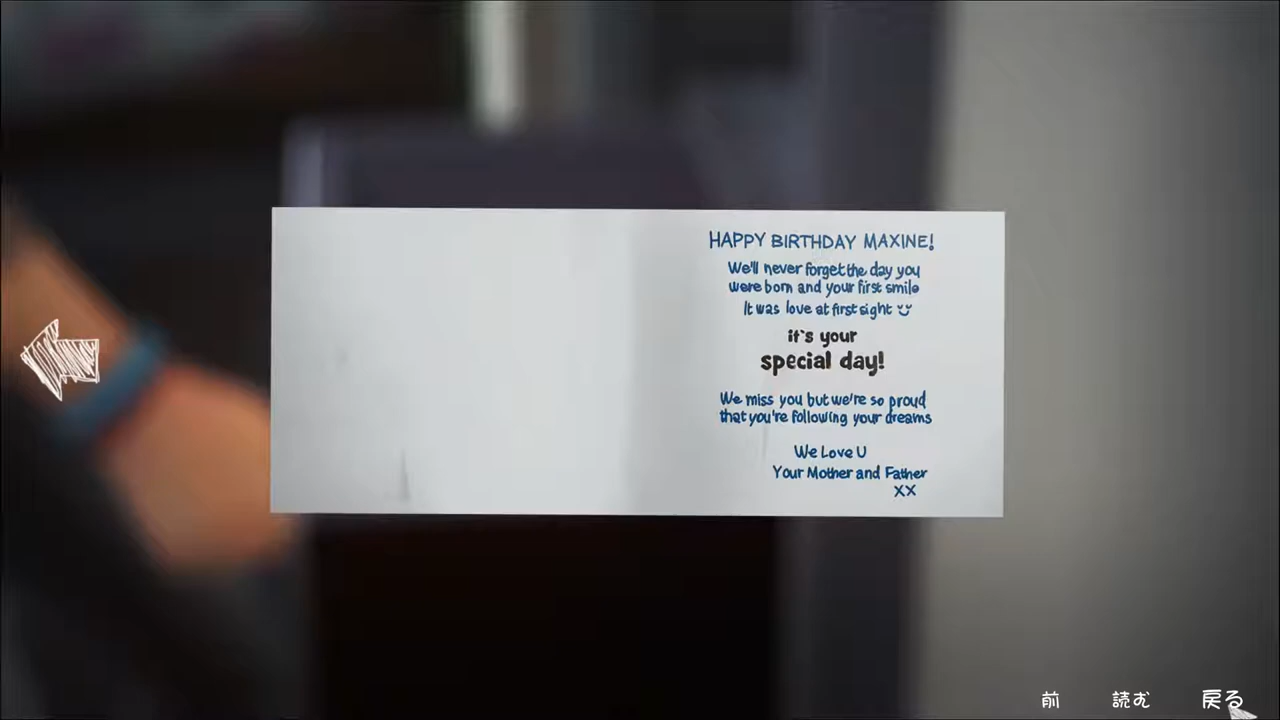 HAPPY BIRTHDAY MAXINE!
We'll never forget the day you
were born and your first smile
It was love at first sight
it's your
special day!
We miss you but we're so proud
that you're following your dreams
We Love U
Your Mother and Father
XX
前 読む 戻る